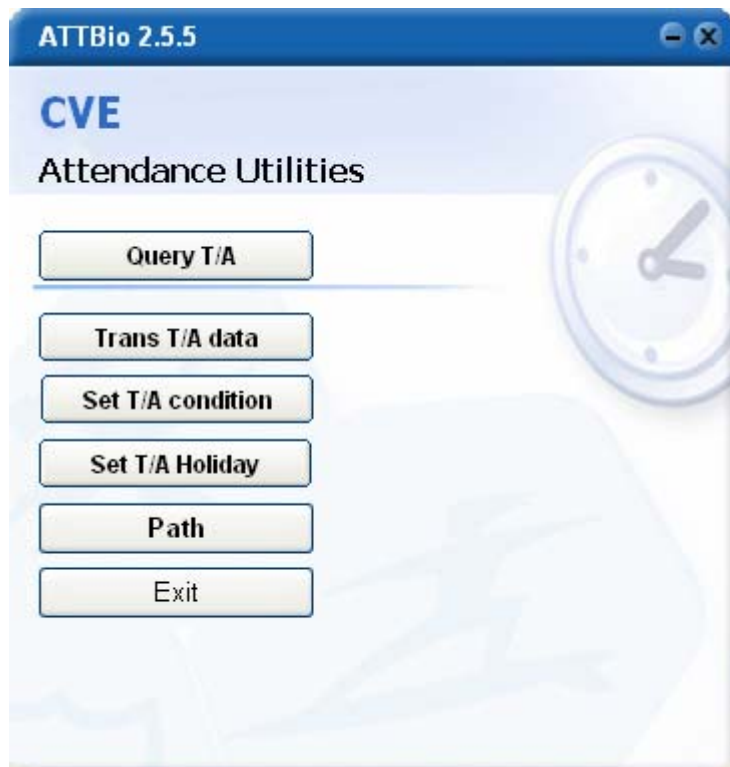 ATTBio 2.5.5
CVE
Attendance Utilities
Query T/A
Trans T/A data
Set T/A condition
Set T/A Holiday
Path
Exit